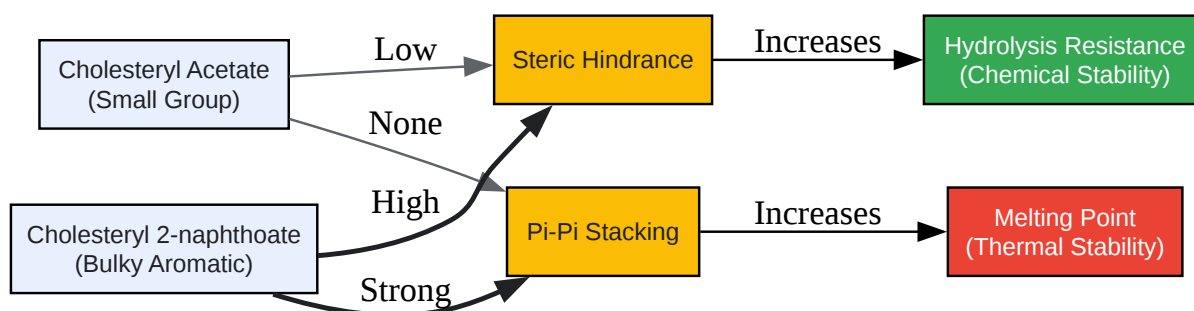 Cholesteryl Acetate
(Small Group)
Low
None
Steric Hindrance
Increases
Hydrolysis Resistance
(Chemical Stability)
Cholesteryl 2-naphthoate
(Bulky Aromatic)
High
Strong
Pi-Pi Stacking
Increases
Melting Point
(Thermal Stability)